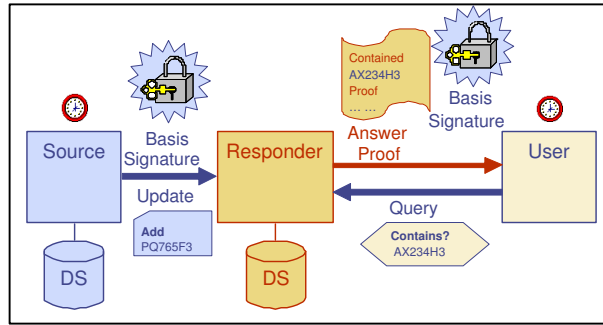 Contained
AX234H3
Proof
... ...
Basis
Signature
Source
Basis
Signature
Update
Add
PQ765F3
Responder
Answer
Proof
Query
Contains?
AX234H3
User
DS
DS